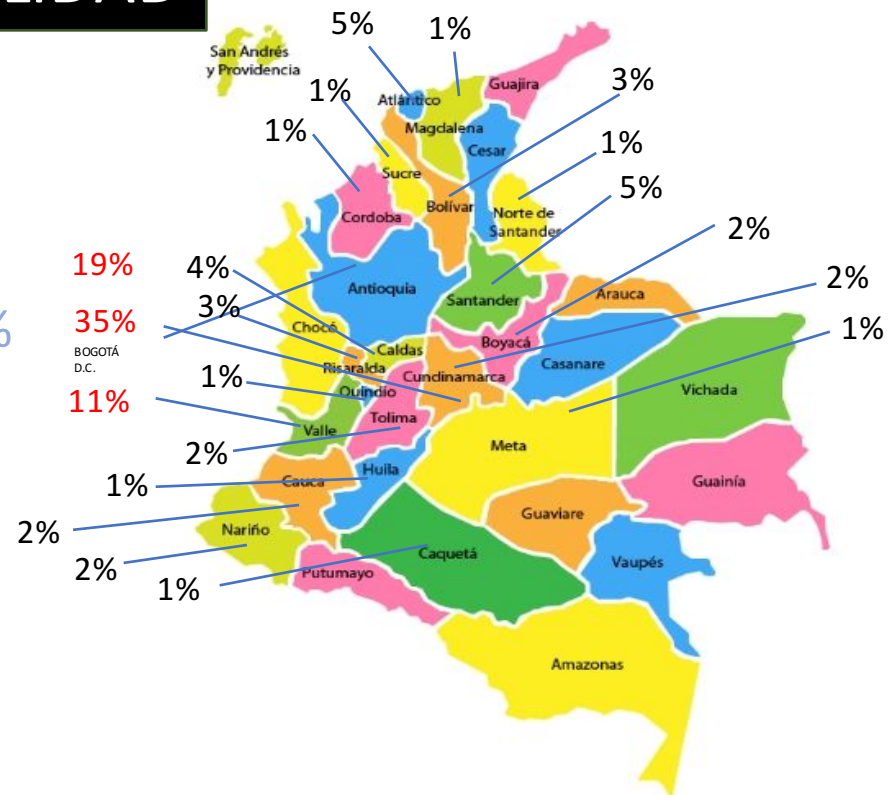 5%
1%
San Andrés
y Providencia
Guajira
3%
1%
Atlántico
Magdalena
1%
Cesar
1%
Sucre
5%
Bolívar
Cordoba
Norte de
Santander
2%
19%
4%
2%
Antioquia
Santander
Arauca
3%
35%
Chocó
1%
BOGOTÁ
D.C.
Caldas
Boyacá
Casanare
Risaralda
Cundinamarca
1%
Quindío
Vichada
11%
Tolima
Valle
Meta
2%
Huila
1%
Cauca
Guainía
Guaviare
2%
Nariño
Caquetá
Vaupés
2%
Putumayo
1%
Amazonas